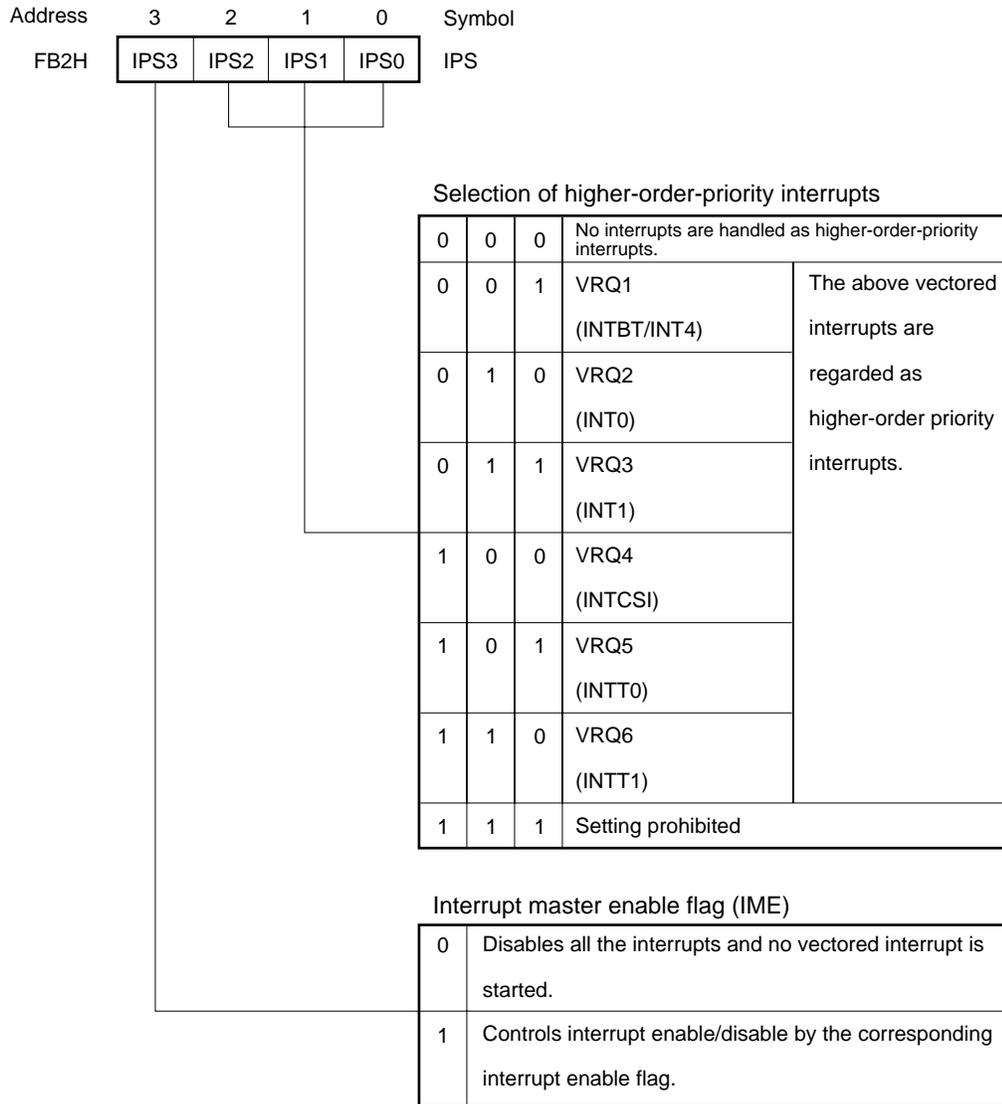 Address 3 2 1 0 Symbol
FB2H IPS3 IPS2 IPS1 IPS0 IPS
Selection of higher-order-priority interrupts
0 0 0 No interrupts are handled as higher-order-priority
interrupts.
0 0 1 VRQ1 The above vectored
(INTBT/INT4) interrupts are
0 1 0 VRQ2 regarded as
(INT0) higher-order priority
0 1 1 VRQ3 interrupts.
(INT1)
1 0 0 VRQ4
(INTCSI)
1 0 1 VRQ5
(INTT0)
1 1 0 VRQ6
(INTT1)
1 1 1 Setting prohibited
Interrupt master enable flag (IME)
0 Disables all the interrupts and no vectored interrupt is
started.
1 Controls interrupt enable/disable by the corresponding
interrupt enable flag.